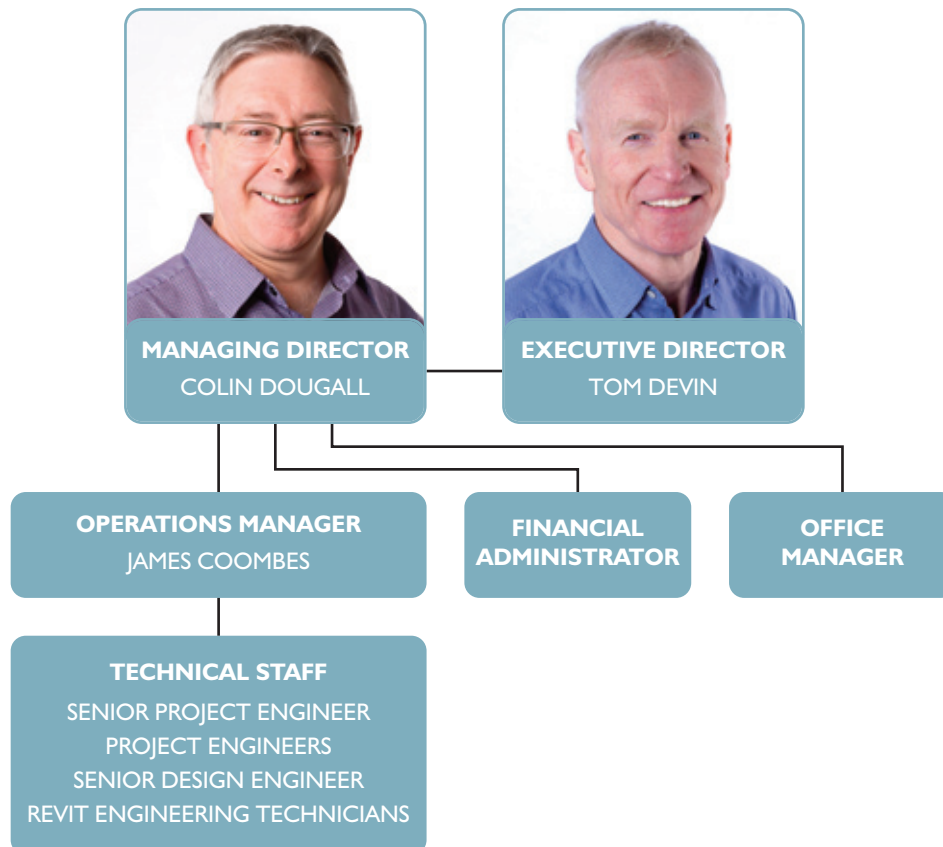 MANAGING DIRECTOR
COLIN DOUGALL
EXECUTIVE DIRECTOR
TOM DEVIN
OPERATIONS MANAGER
JAMES COOMBES
FINANCIAL
ADMINISTRATOR
OFFICE
MANAGER
TECHNICAL STAFF
SENIOR PROJECT ENGINEER
PROJECT ENGINEERS
SENIOR DESIGN ENGINEER
REVIT ENGINEERING TECHNICIANS